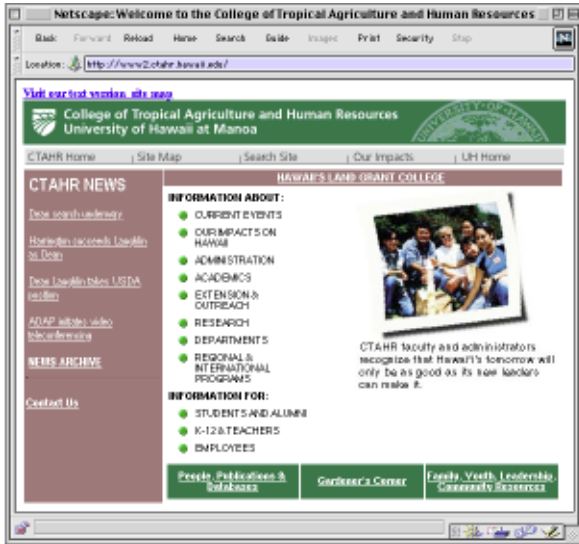 Netscape: Welcome to the College of Tropical Agriculture and Human Resources
Back Forward Reload Home Search Guide Images Print Security Stop
N
Location: http://www2.ctahr.hawaii.edu/
Visit our text version, site map
College of Tropical Agriculture and Human Resources
University of Hawaii at Manoa
CTAHR Home Site Map Search Site Our Impacts UH Home
CTAHR NEWS
Dean search underway
Harrington succeeds Laughlin
as Dean
Dean Laughlin takes USDA
position
ADAP initiates video
teleconferencing
NEWS ARCHIVE
Contact Us
HAWAII'S LAND GRANT COLLEGE
INFORMATION ABOUT:
CURRENT EVENTS
OUR IMPACTS ON
HAWAII
ADMINISTRATION
ACADEMICS
EXTENSION &
OUTREACH
RESEARCH
DEPARTMENTS
REGIONAL &
INTERNATIONAL
PROGRAMS
INFORMATION FOR:
STUDENTS AND ALUMNI
K-12 & TEACHERS
EMPLOYEES
CTAHR faculty and administrators
recognize that Hawaii's tomorrow will
only be as good as its new leaders
can make it.
People, Publications &
Databases
Gardener's Corner
Family, Youth, Leadership,
Community Resources